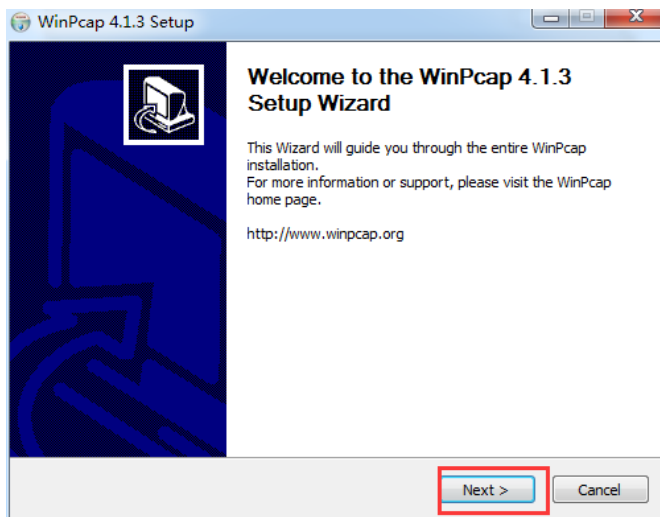 WinPcap 4.1.3 Setup
Welcome to the WinPcap 4.1.3
Setup Wizard
This Wizard will guide you through the entire WinPcap
installation.
For more information or support, please visit the WinPcap
home page.
http://www.winpcap.org
Next >
Cancel